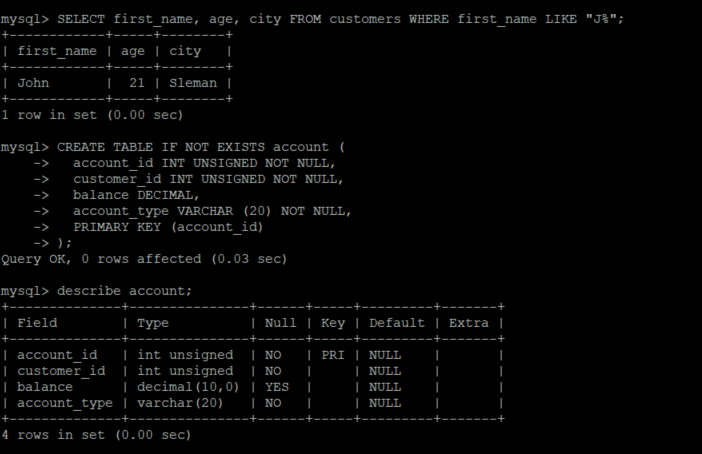 mysql> SELECT first_name, age, city FROM customers WHERE first_name LIKE "J%";
+------------+-----+--------+
| first_name | age | city   |
+------------+-----+--------+
| John       |  21 | Sleman |
+------------+-----+--------+
1 row in set (0.00 sec)

mysql> CREATE TABLE IF NOT EXISTS account (
    ->   account_id INT UNSIGNED NOT NULL,
    ->   customer_id INT UNSIGNED NOT NULL,
    ->   balance DECIMAL,
    ->   account_type VARCHAR (20) NOT NULL,
    ->   PRIMARY KEY (account_id)
    -> );
Query OK, 0 rows affected (0.03 sec)

mysql> describe account;
+--------------+---------------+------+-----+---------+-------+
| Field        | Type          | Null | Key | Default | Extra |
+--------------+---------------+------+-----+---------+-------+
| account_id   | int unsigned  | NO   | PRI | NULL    |       |
| customer_id  | int unsigned  | NO   |     | NULL    |       |
| balance      | decimal(10,0) | YES  |     | NULL    |       |
| account_type | varchar(20)   | NO   |     | NULL    |       |
+--------------+---------------+------+-----+---------+-------+
4 rows in set (0.00 sec)